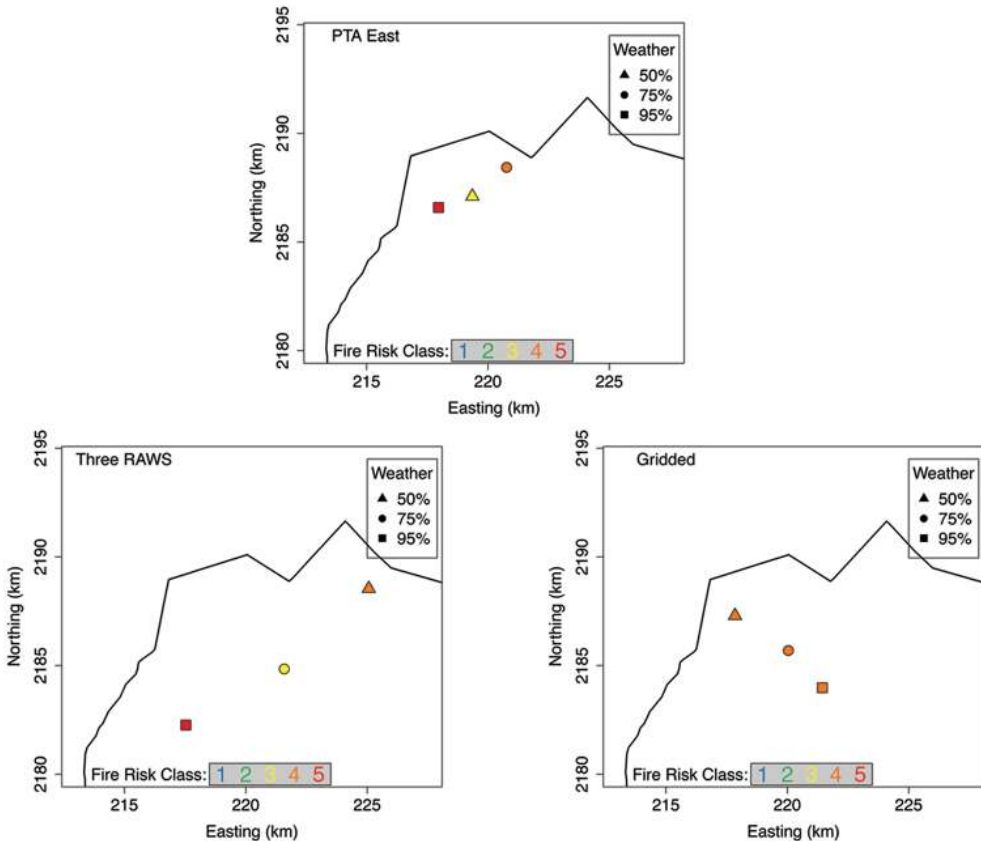 PTA East
Weather
50%
75%
95%
Northing (km)
2195
2190
2185
2180
Fire Risk Class: 1 2 3 4 5
215 220 225
Easting (km)
Three RAWS
Weather
50%
75%
95%
Northing (km)
2195
2190
2185
2180
Fire Risk Class: 1 2 3 4 5
215 220 225
Easting (km)
Gridded
Weather
50%
75%
95%
Northing (km)
2195
2190
2185
2180
Fire Risk Class: 1 2 3 4 5
215 220 225
Easting (km)